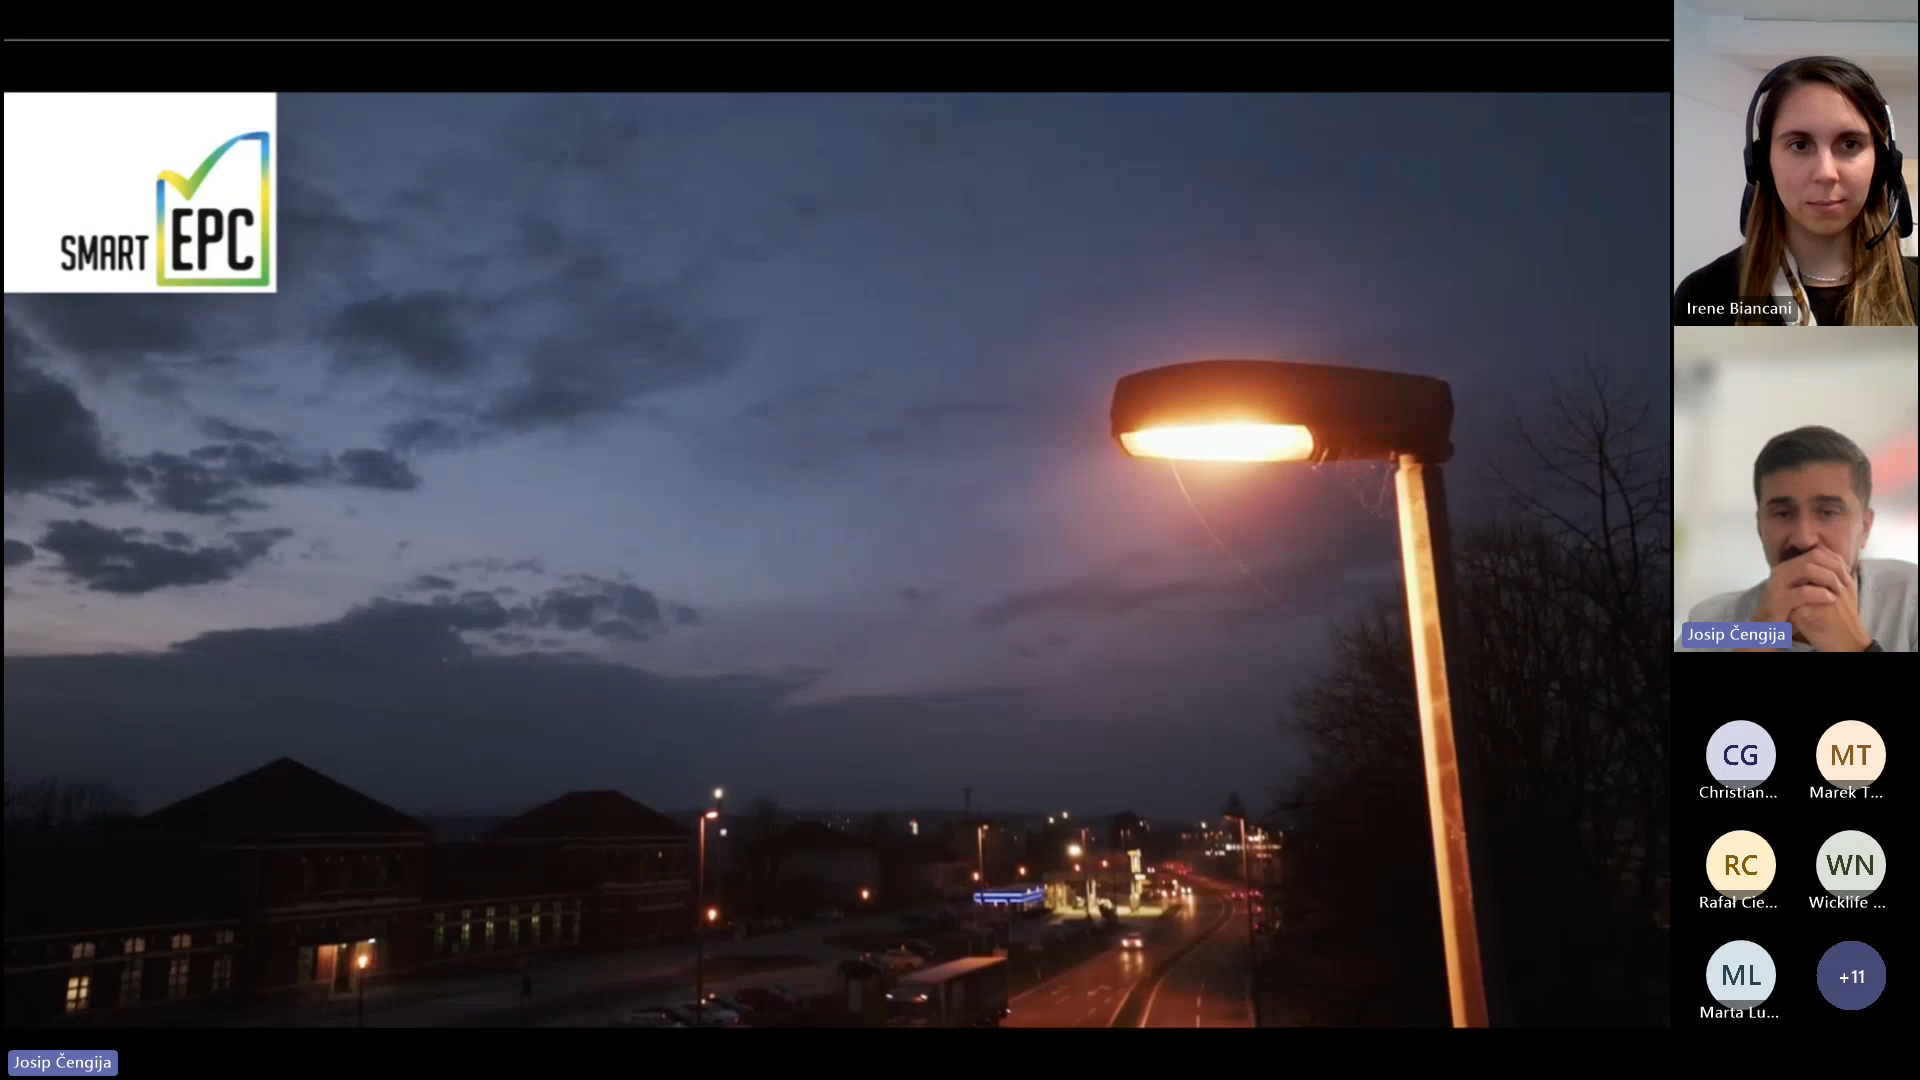 SMART EPC
Irene Biancani
Josip Čengija
CG
Christian...
MT
Marek T...
RC
Rafał Cie...
WN
Wicklife ...
ML
Marta Lu...
+11
Josip Čengija